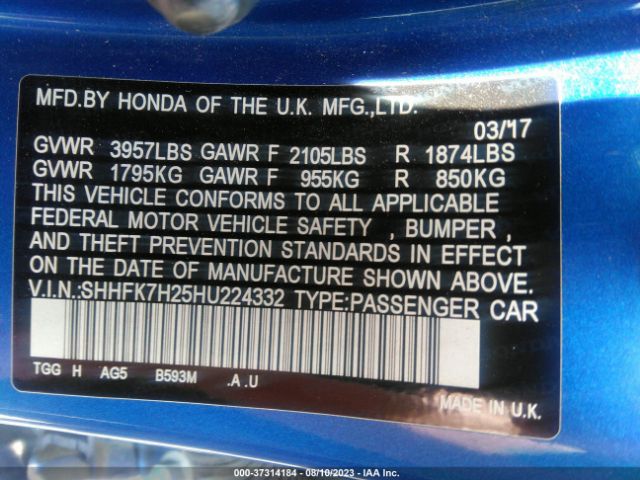 MFD.BY HONDA OF THE U.K. MFG.,LTD.
03/17
GVWR 3957LBS GAWR F 2105LBS R 1874LBS
GVWR 1795KG GAWR F 955KG R 850KG
THIS VEHICLE CONFORMS TO ALL APPLICABLE
FEDERAL MOTOR VEHICLE SAFETY , BUMPER ,
AND THEFT PREVENTION STANDARDS IN EFFECT
ON THE DATE OF MANUFACTURE SHOWN ABOVE.
V.I.N.:SHHFK7H25HU224332 TYPE:PASSENGER CAR
TGG H AG5 B593M .A .U
MADE IN U.K.
000-37314184 - 08/10/2023 - IAA Inc.